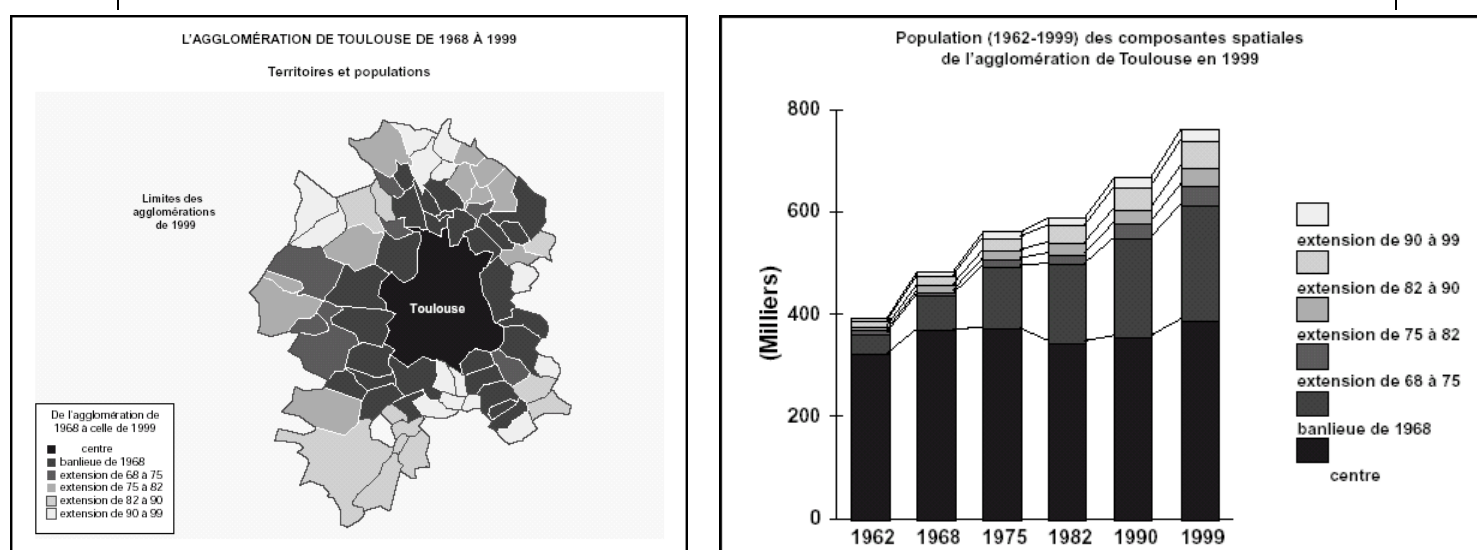 L'AGGLOMÉRATION DE TOULOUSE DE 1968 À 1999
Territoires et populations
Limites des
agglomérations
de 1999
Toulouse
De l'agglomération de
1968 à celle de 1999
centre
banlieue de 1968
extension de 68 à 75
extension de 75 à 82
extension de 82 à 90
extension de 90 à 99
Population (1962-1999) des composantes spatiales
de l'agglomération de Toulouse en 1999
(Milliers)
800
600
400
200
0
1962 1968 1975 1982 1990 1999
extension de 90 à 99
extension de 82 à 90
extension de 75 à 82
extension de 68 à 75
banlieue de 1968
centre